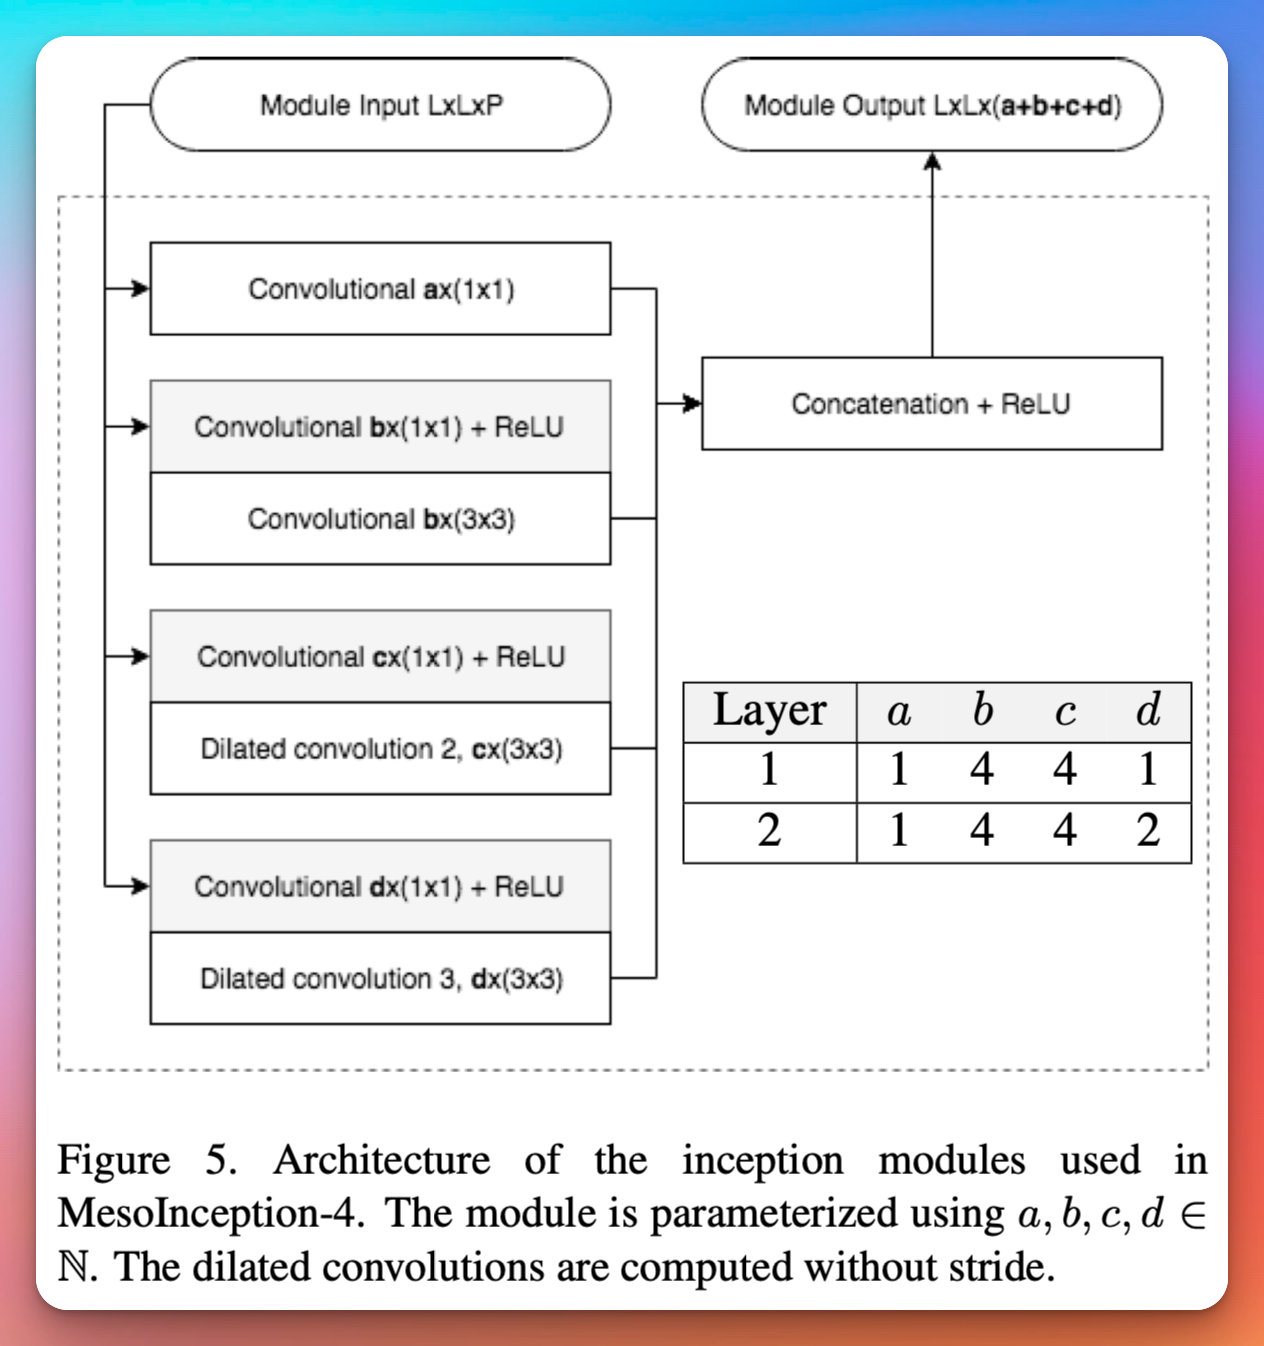 Module Input LxLxP
Module Output LxLx(a+b+c+d)
Convolutional ax(1x1)
Convolutional bx(1x1) + ReLU
Convolutional bx(3x3)
Convolutional cx(1x1) + ReLU
Dilated convolution 2, cx(3x3)
Convolutional dx(1x1) + ReLU
Dilated convolution 3, dx(3x3)
Concatenation + ReLU
Layer a b c d
1 1 4 4 1
2 1 4 4 2
Figure 5. Architecture of the inception modules used in
MesoInception-4. The module is parameterized using a, b, c, d ∈
ℕ. The dilated convolutions are computed without stride.